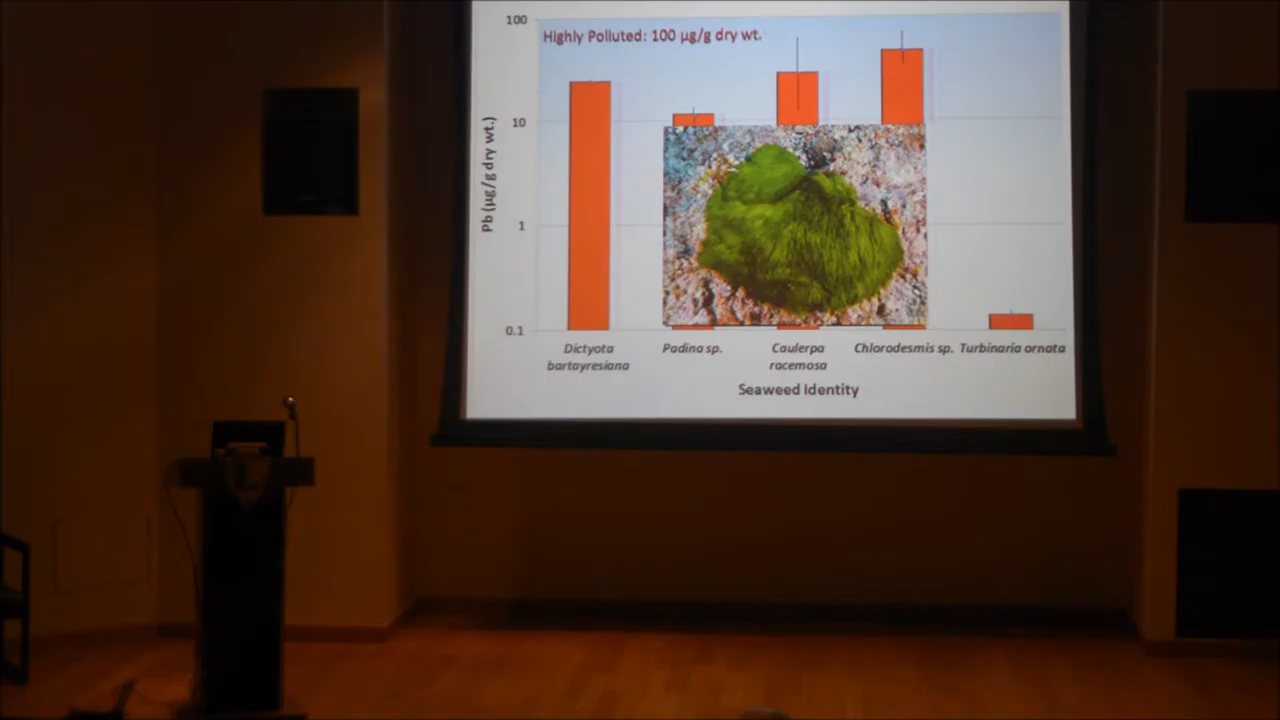 100
Highly Polluted: 100 µg/g dry wt.
10
Pb (µg/g dry wt.)
1
0.1
Dictyota
bartayresiana
Padina sp.
Caulerpa
racemosa
Chlorodesmis sp.
Turbinaria ornata
Seaweed Identity